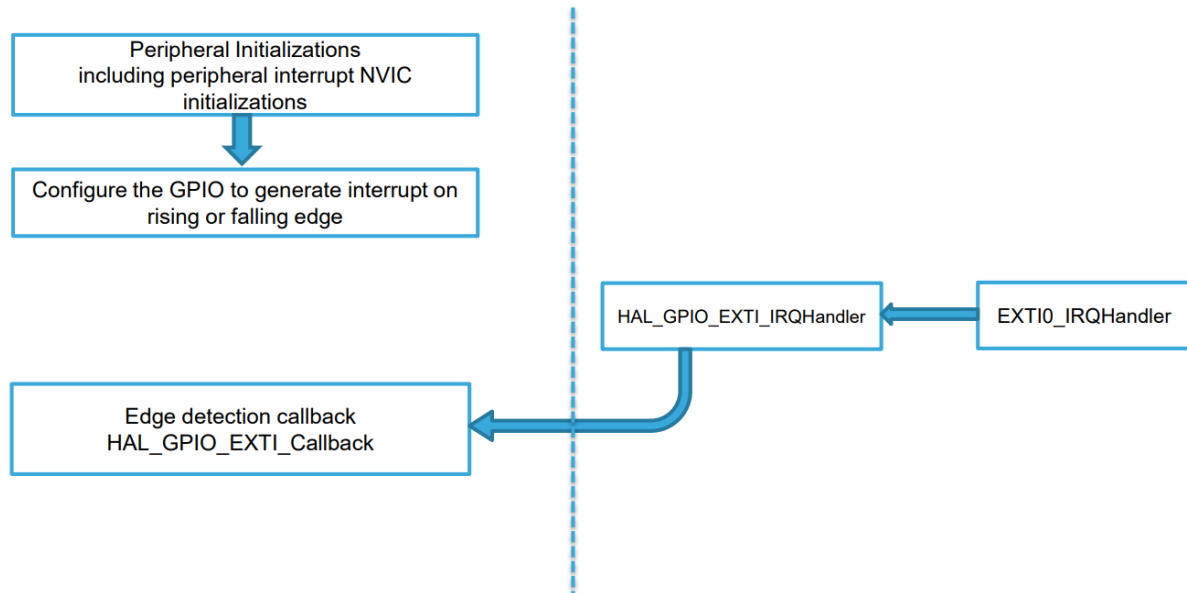 Peripheral Initializations
including peripheral interrupt NVIC
initializations
Configure the GPIO to generate interrupt on
rising or falling edge
HAL_GPIO_EXTI_IRQHandler
EXTI0_IRQHandler
Edge detection callback
HAL_GPIO_EXTI_Callback